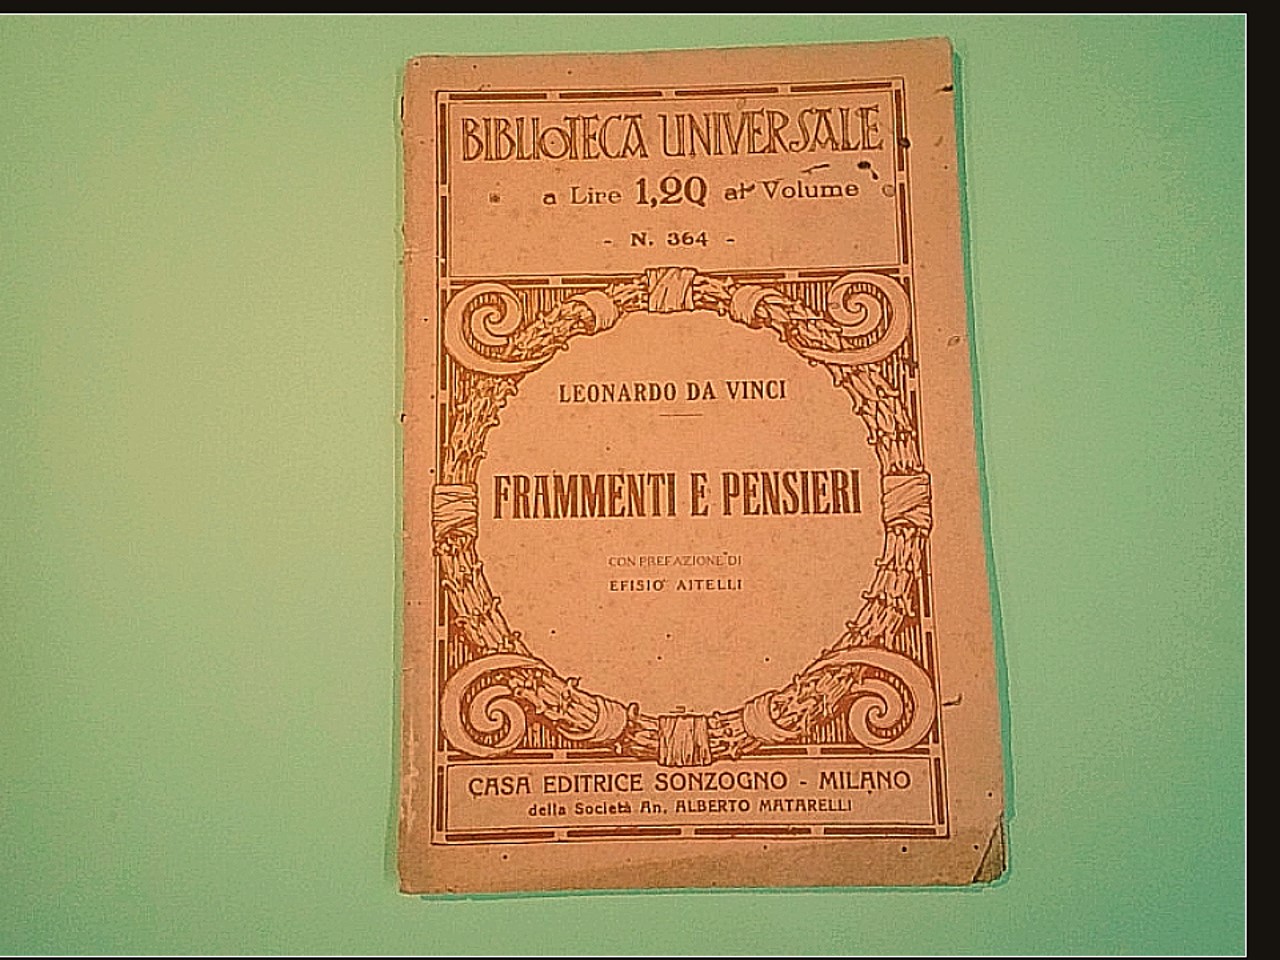 BIBLIOTECA UNIVERSALE
a Lire 1,20 al Volume
- N. 364 -
LEONARDO DA VINCI
FRAMMENTI E PENSIERI
CON PREFAZIONE DI
EFISIO AITELLI
CASA EDITRICE SONZOGNO - MILANO
della Società An. ALBERTO MATARELLI